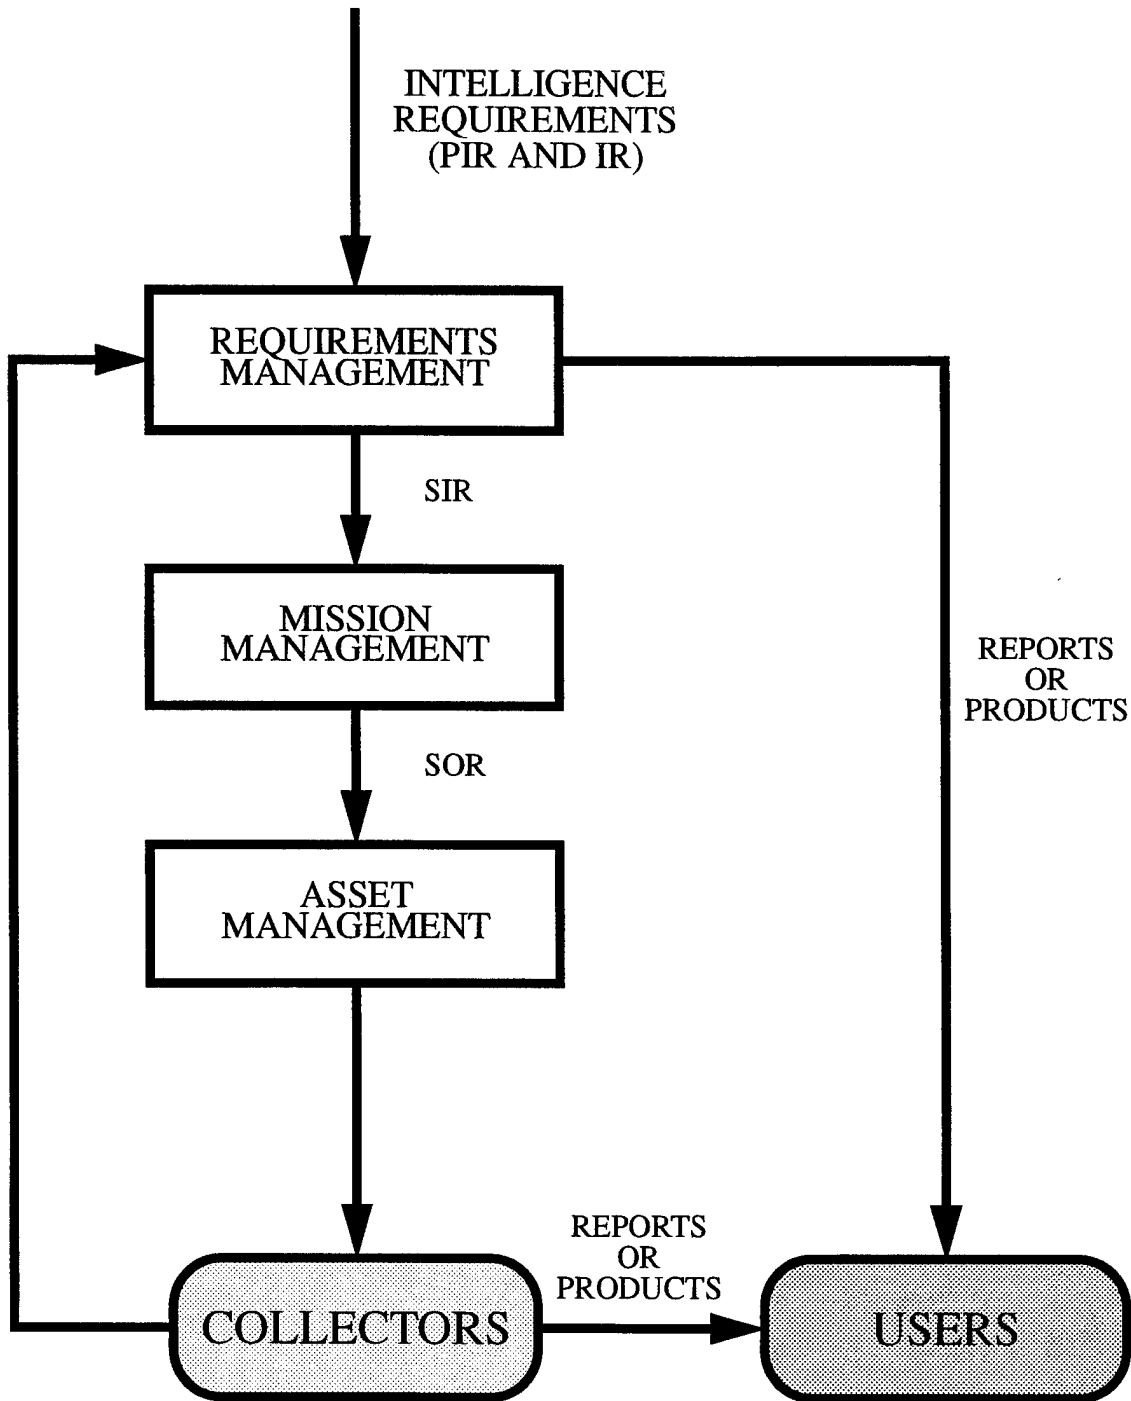 INTELLIGENCE
REQUIREMENTS
(PIR AND IR)
REQUIREMENTS
MANAGEMENT
SIR
MISSION
MANAGEMENT
REPORTS
OR
PRODUCTS
SOR
ASSET
MANAGEMENT
REPORTS
OR
PRODUCTS
COLLECTORS
USERS